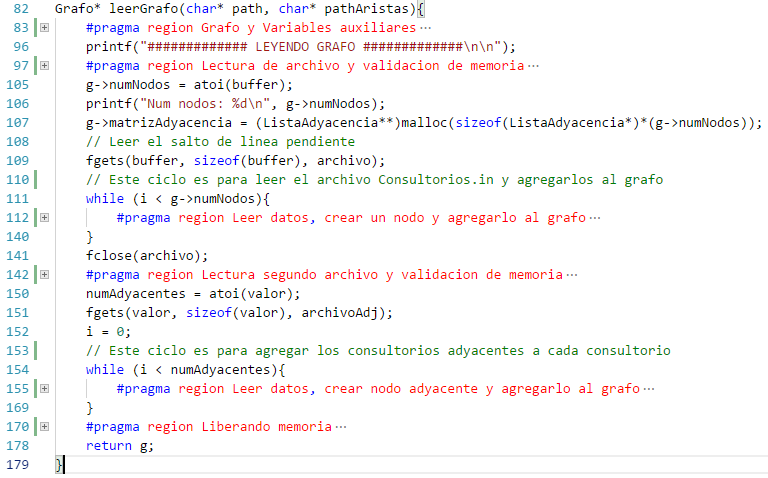 82 Grafo* leerGrafo(char* path, char* pathAristas){
83 #pragma region Grafo y Variables auxiliares ...
96 printf("############# LEYENDO GRAFO #############\n\n");
97 #pragma region Lectura de archivo y validacion de memoria ...
105 g->numNodos = atoi(buffer);
106 printf("Num nodos: %d\n", g->numNodos);
107 g->matrizAdyacencia = (ListaAdyacencia**)malloc(sizeof(ListaAdyacencia*)*(g->numNodos));
108 // Leer el salto de linea pendiente
109 fgets(buffer, sizeof(buffer), archivo);
110 // Este ciclo es para leer el archivo Consultorios.in y agregarlos al grafo
111 while (i < g->numNodos){
112 #pragma region Leer datos, crear un nodo y agregarlo al grafo ...
140 }
141 fclose(archivo);
142 #pragma region Lectura segundo archivo y validacion de memoria ...
150 numAdyacentes = atoi(valor);
151 fgets(valor, sizeof(valor), archivoAdj);
152 i = 0;
153 // Este ciclo es para agregar los consultorios adyacentes a cada consultorio
154 while (i < numAdyacentes){
155 #pragma region Leer datos, crear nodo adyacente y agregarlo al grafo ...
169 }
170 #pragma region Liberando memoria ...
178 return g;
179 }